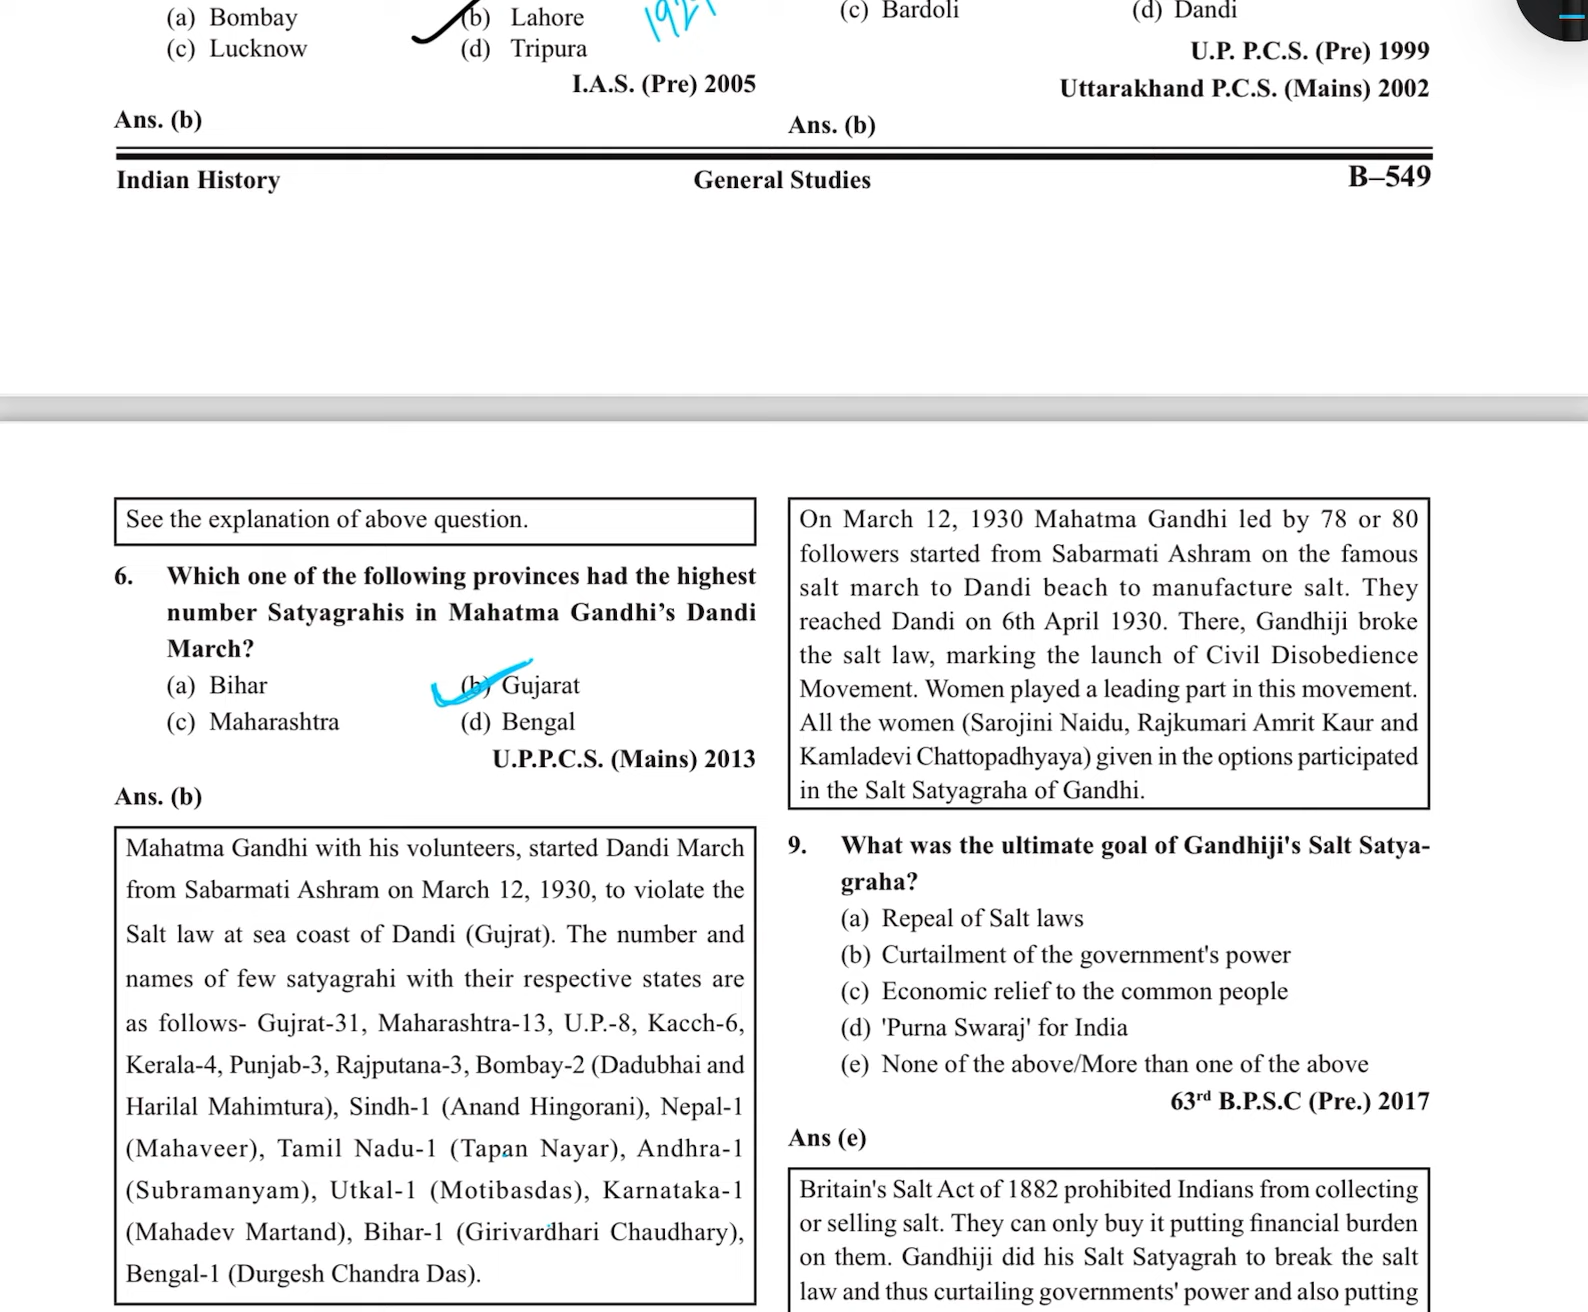 (a) Bombay
(b) Lahore
(c) Lucknow
(d) Tripura
I.A.S. (Pre) 2005
Ans. (b)
(c) Bardoli
(d) Dandi
U.P. P.C.S. (Pre) 1999
Uttarakhand P.C.S. (Mains) 2002
Ans. (b)
Indian History
General Studies
B–549
See the explanation of above question.
6. Which one of the following provinces had the highest
number Satyagrahis in Mahatma Gandhi’s Dandi
March?
(a) Bihar
(b) Gujarat
(c) Maharashtra
(d) Bengal
U.P.P.C.S. (Mains) 2013
Ans. (b)
Mahatma Gandhi with his volunteers, started Dandi March
from Sabarmati Ashram on March 12, 1930, to violate the
Salt law at sea coast of Dandi (Gujrat). The number and
names of few satyagrahi with their respective states are
as follows- Gujrat-31, Maharashtra-13, U.P.-8, Kacch-6,
Kerala-4, Punjab-3, Rajputana-3, Bombay-2 (Dadubhai and
Harilal Mahimtura), Sindh-1 (Anand Hingorani), Nepal-1
(Mahaveer), Tamil Nadu-1 (Tapan Nayar), Andhra-1
(Subramanyam), Utkal-1 (Motibasdas), Karnataka-1
(Mahadev Martand), Bihar-1 (Girivardhari Chaudhary),
Bengal-1 (Durgesh Chandra Das).
On March 12, 1930 Mahatma Gandhi led by 78 or 80
followers started from Sabarmati Ashram on the famous
salt march to Dandi beach to manufacture salt. They
reached Dandi on 6th April 1930. There, Gandhiji broke
the salt law, marking the launch of Civil Disobedience
Movement. Women played a leading part in this movement.
All the women (Sarojini Naidu, Rajkumari Amrit Kaur and
Kamladevi Chattopadhyaya) given in the options participated
in the Salt Satyagraha of Gandhi.
9. What was the ultimate goal of Gandhiji's Salt Satya-
graha?
(a) Repeal of Salt laws
(b) Curtailment of the government's power
(c) Economic relief to the common people
(d) 'Purna Swaraj' for India
(e) None of the above/More than one of the above
63rd B.P.S.C (Pre.) 2017
Ans (e)
Britain's Salt Act of 1882 prohibited Indians from collecting
or selling salt. They can only buy it putting financial burden
on them. Gandhiji did his Salt Satyagrah to break the salt
law and thus curtailing governments' power and also putting